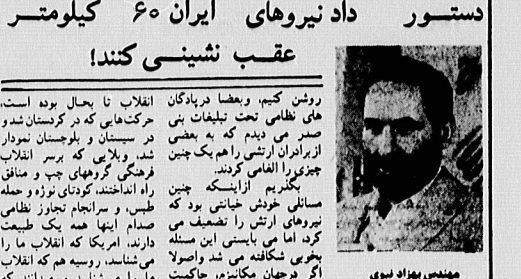 دستور داد نیروهای ایران ۶۰ کیلومتر
عقب نشینی کنند!
روشن کنیم، وبعضا درپادگان
های نظامی تحت تبلیغات بنی
صدر می دیدم که به بعضی
از برادران ارتشی را هم یک چنین
چیزی را الفامی کردند.
بگذریم ازاینکه چنین
مسائلی خودش خیانتی بود که
نیروهای ارتش را تضعیف می
کرد، اما می بایستی این مسئله
بخوبی شکافته می شد واصولا
اگر درجهان مکانیزم، حاکمیت
انقلاب تا بحال بوده است،
حرکت‌هایی که در کردستان شد و
در سیستان و بلوچستان نمودار
شد، وبلایی که برسر انقلاب
فرهنگی گروههای چپ و منافق
راه انداختند، کودتای نوژه و حمله
طبس، و سرانجام تجاوز نظامی
صدام اینها همه یک طبیعت
دارند، امریکا که انقلاب ما را
می‌شناسد، روسیه هم که انقلاب
مهندس بهزاد نبوی